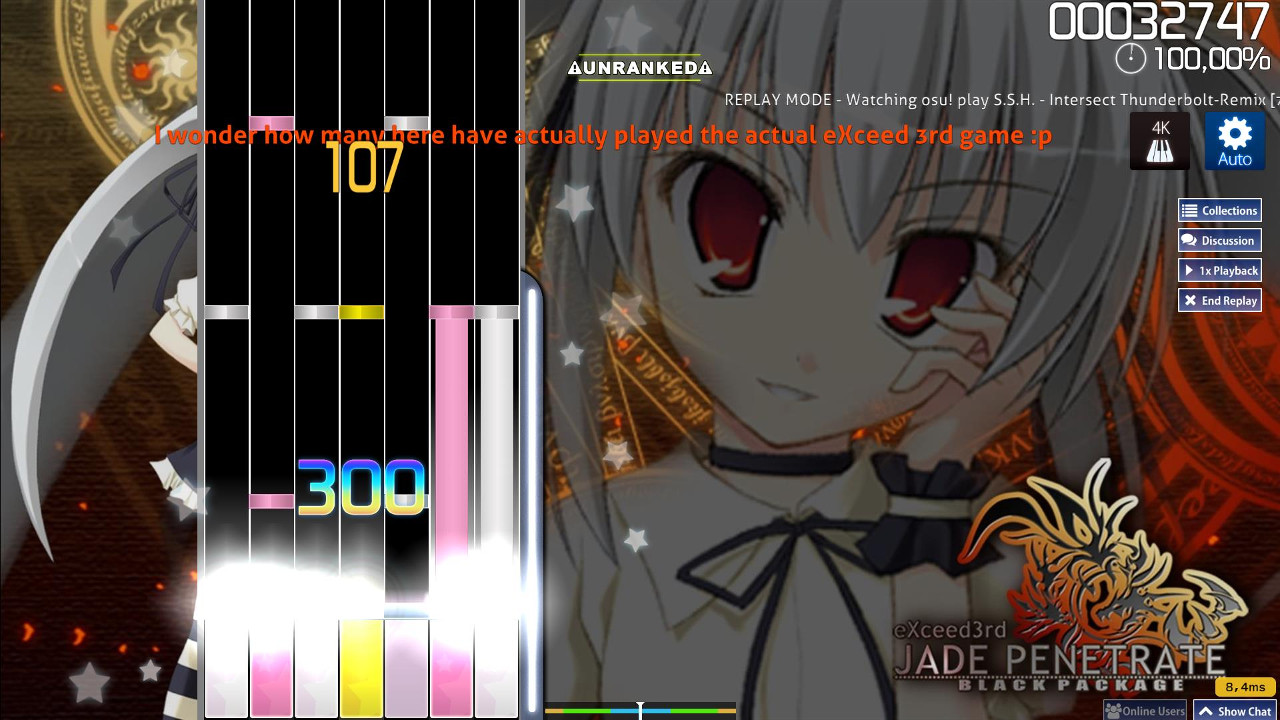 00032747
100,00%
⚠UNRANKED⚠
REPLAY MODE - Watching osu! play S.S.H. - Intersect Thunderbolt-Remix [7
I wonder how many here have actually played the actual eXceed 3rd game :p
4K
Auto
107
Collections
Discussion
1x Playback
End Replay
300
eXceed3rd
JADE PENETRATE
BLACK PACKAGE
8,4ms
Online Users
Show Chat